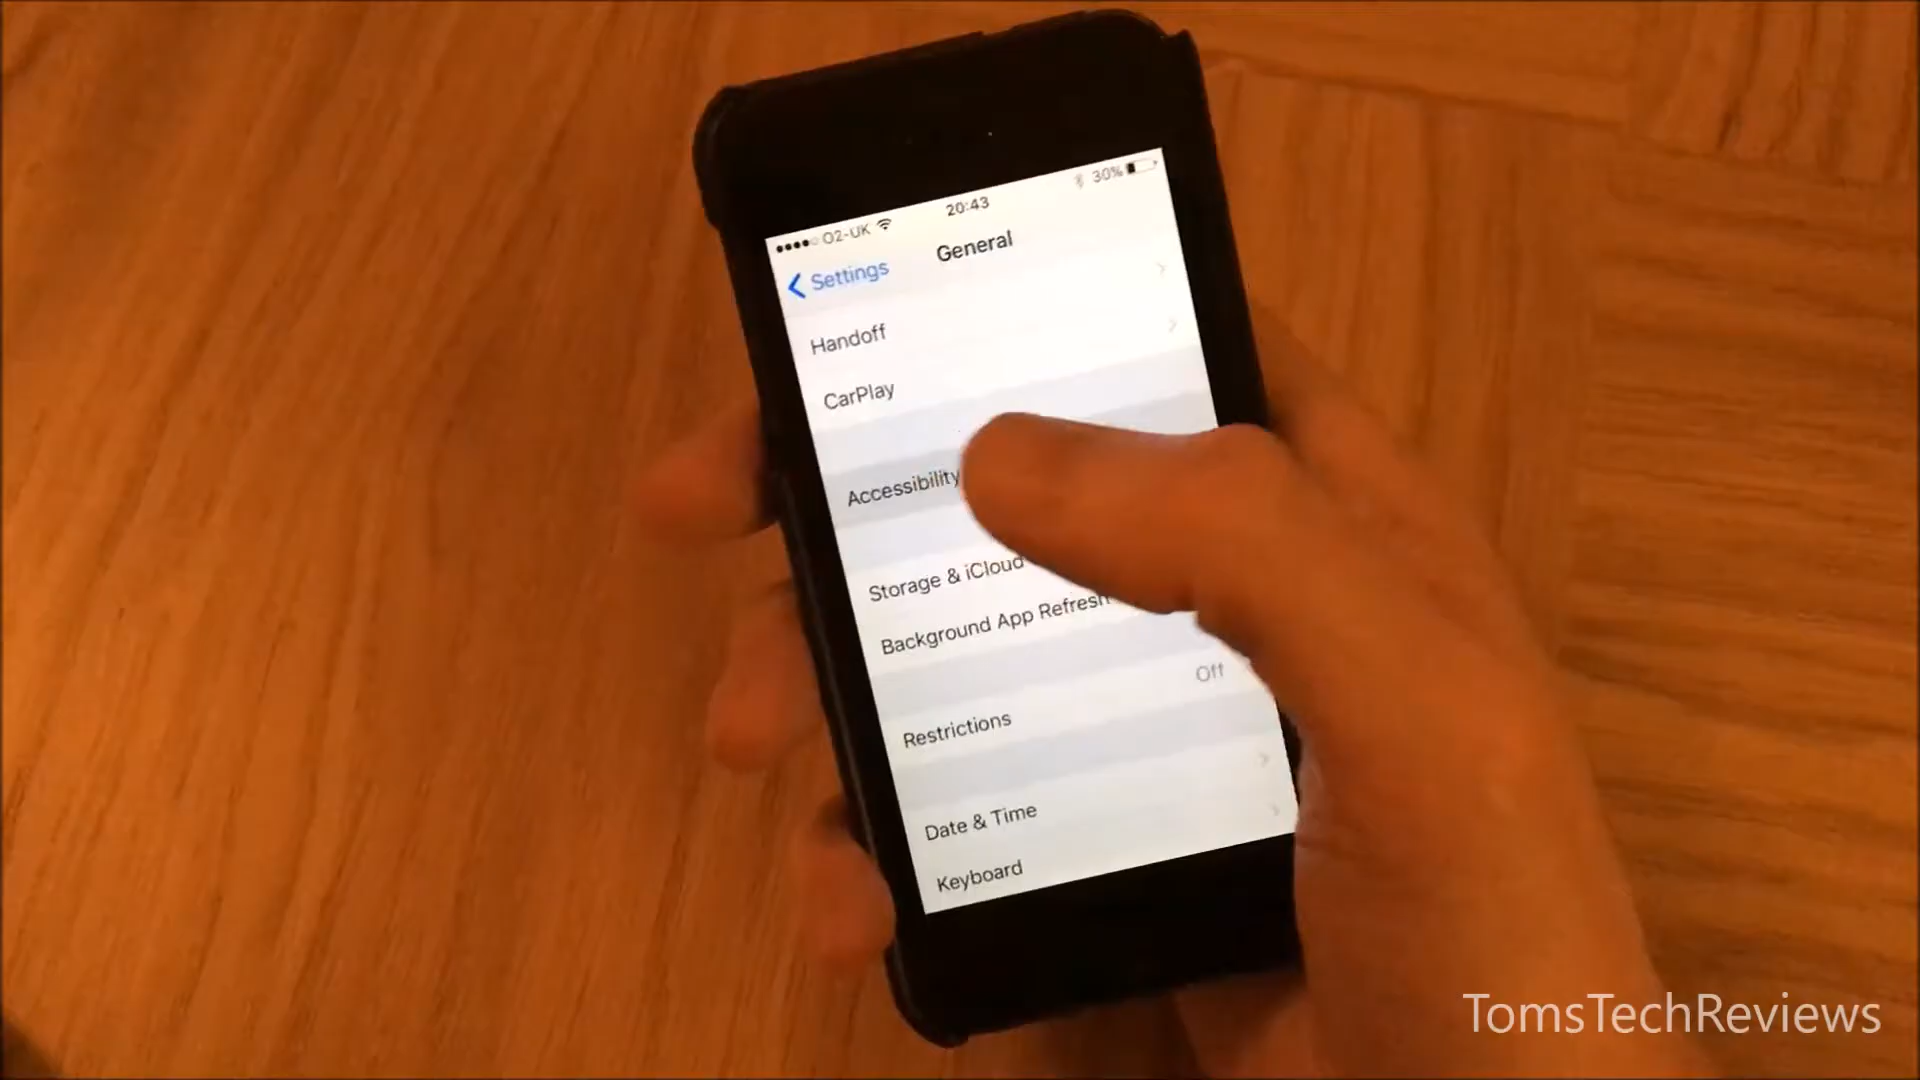 O2-UK 20:43 30%
Settings General
Handoff
CarPlay
Accessibility
Storage & iCloud
Background App Refresh
Restrictions Off
Date & Time
Keyboard
TomsTechReviews